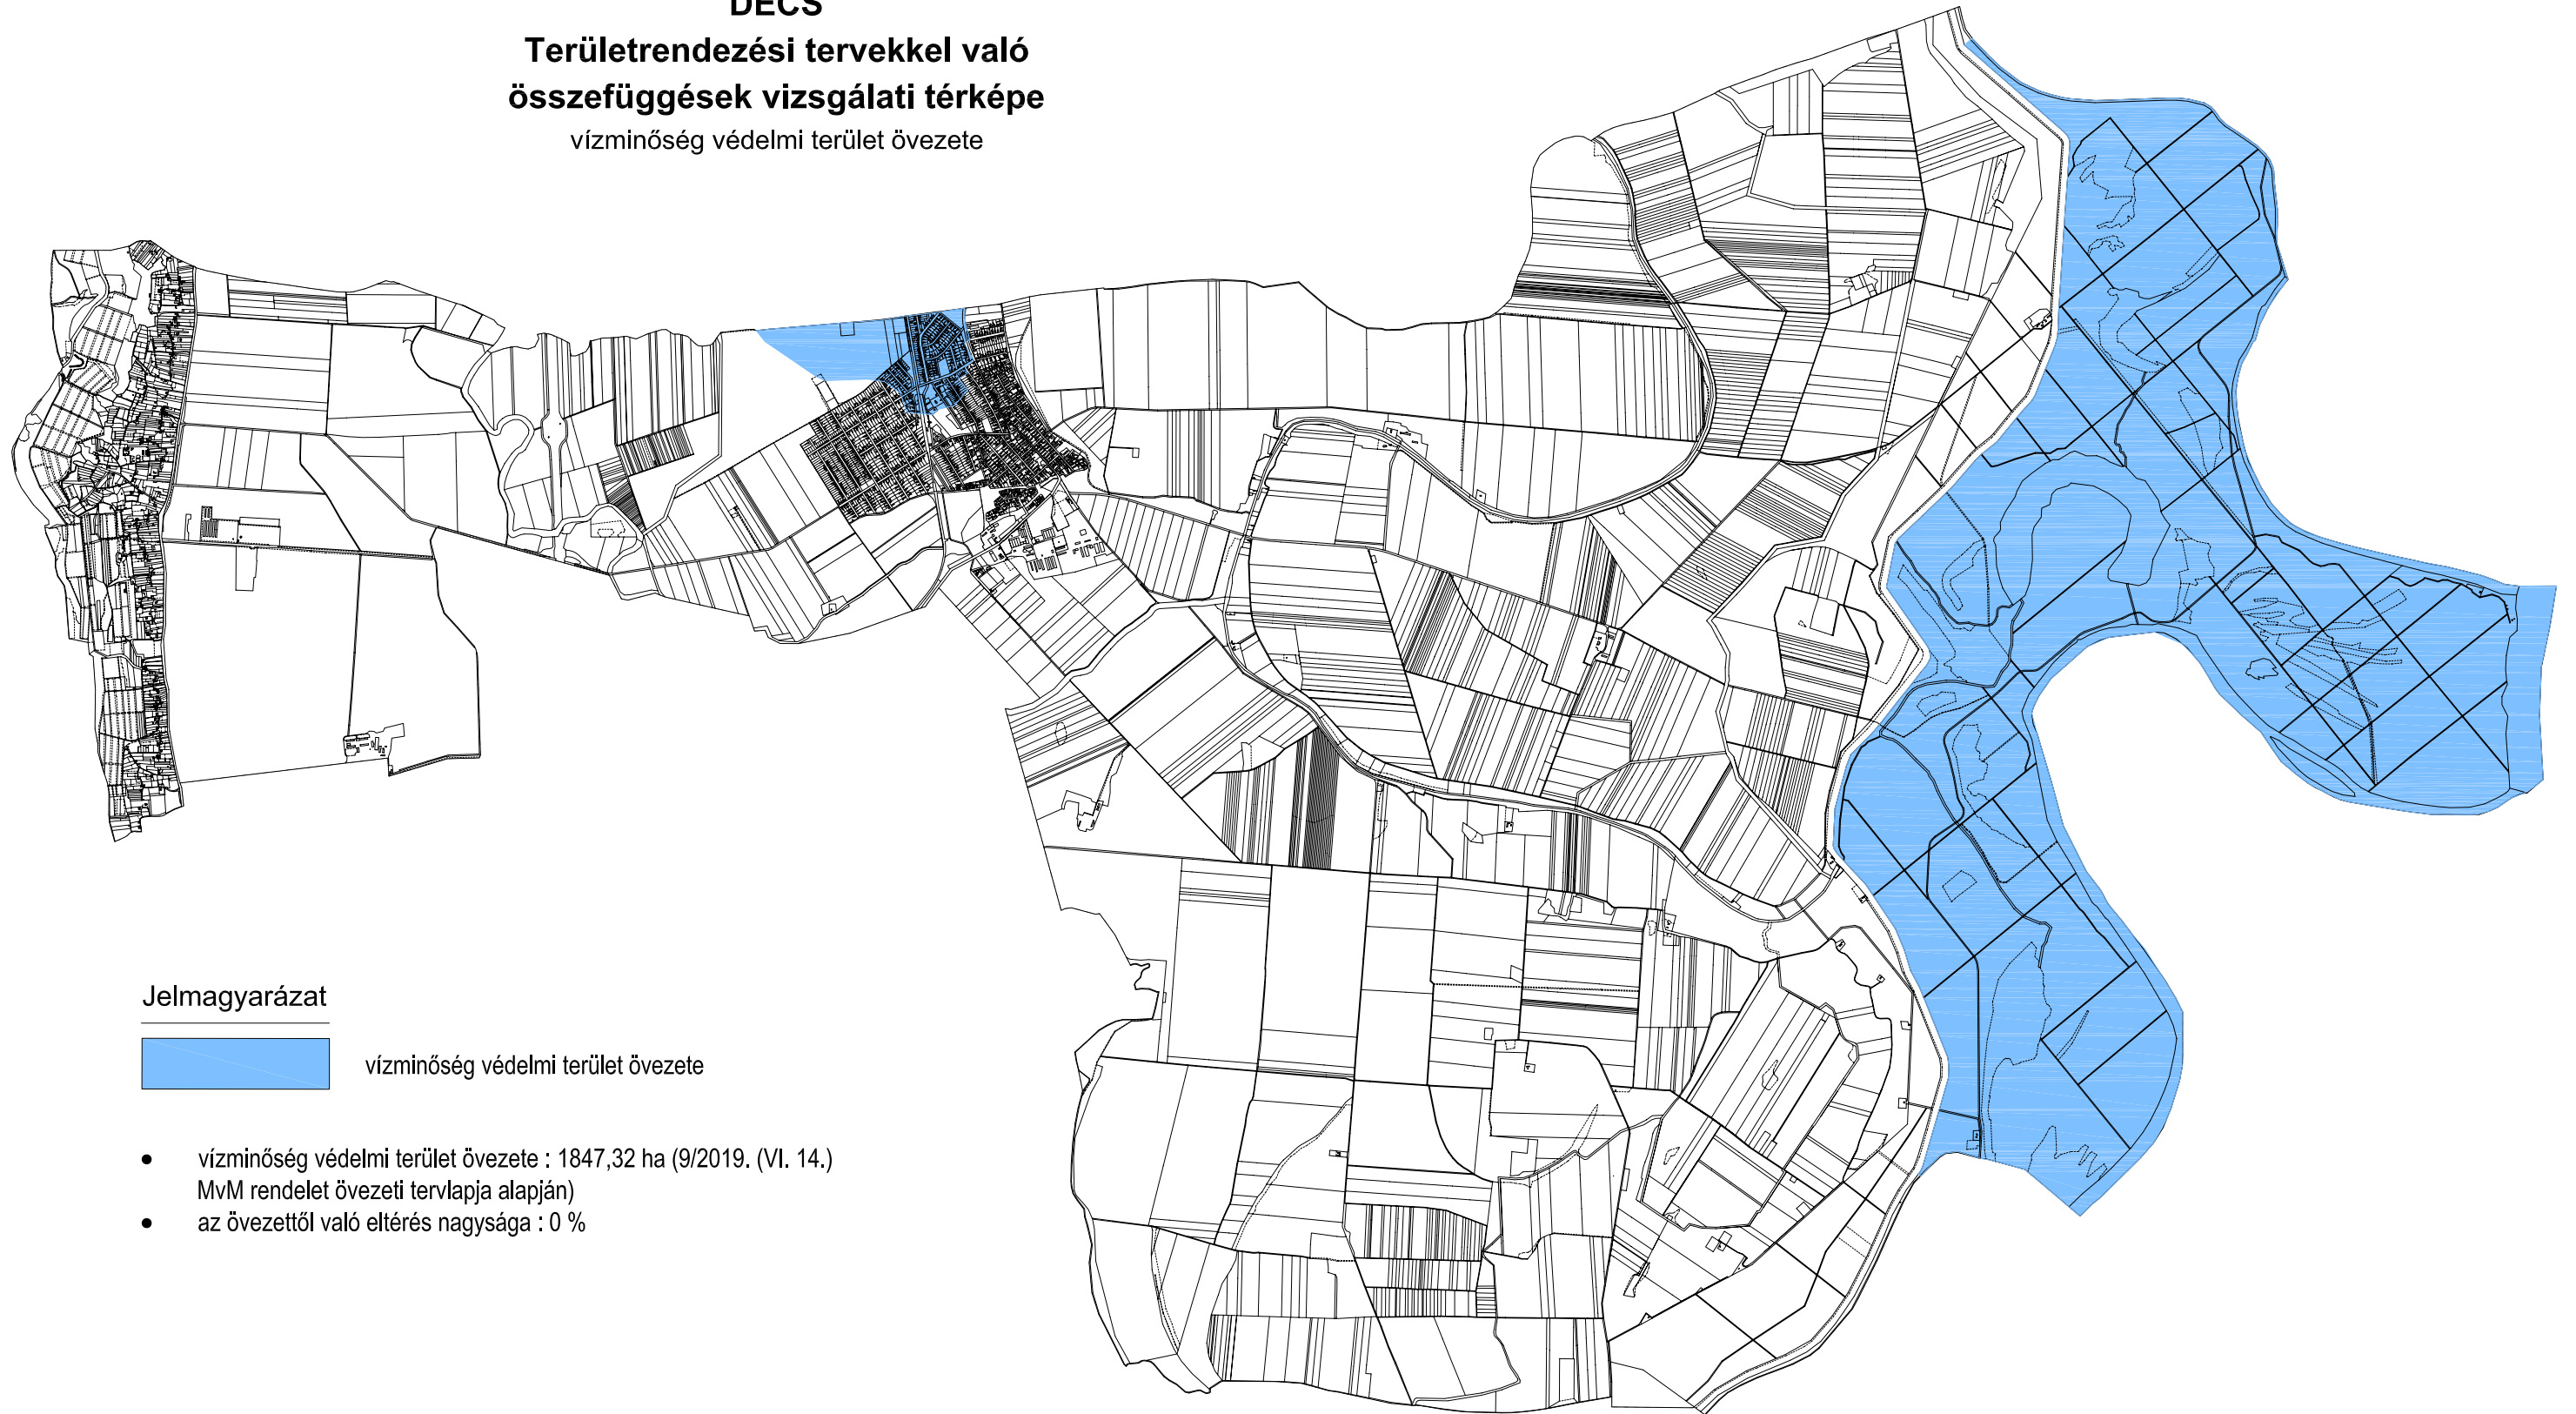 DECS
Területrendezési tervekkel való
összefüggések vizsgálati térképe
vízminőség védelmi terület övezete
Jelmagyarázat
vízminőség védelmi terület övezete
• vízminőség védelmi terület övezete : 1847,32 ha (9/2019. (VI. 14.)
MvM rendelet övezeti tervlapja alapján)
• az övezettől való eltérés nagysága : 0 %